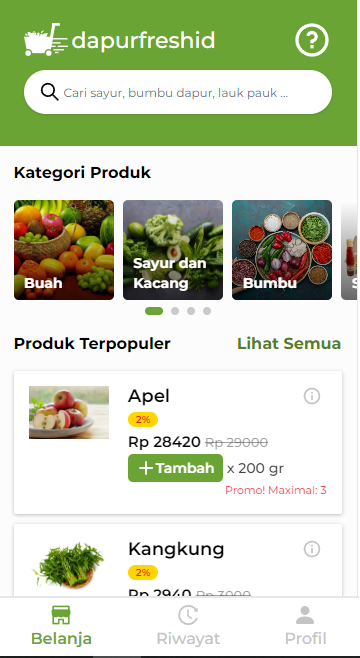 dapurfreshid
?
Cari sayur, bumbu dapur, lauk pauk ...
Kategori Produk
Buah
Sayur dan
Kacang
Bumbu
S
Produk Terpopuler
Lihat Semua
Apel
2%
Rp 28420 Rp 29000
+Tambah x 200 gr
Promo! Maximal: 3
Kangkung
2%
Rp 2940 Rp 3000
Belanja
Riwayat
Profil